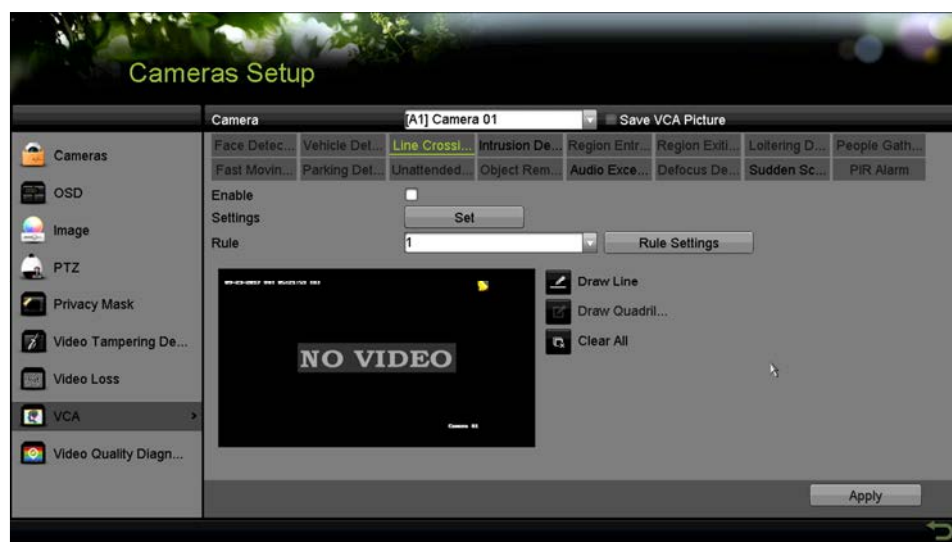 Cameras Setup
Camera [A1] Camera 01 Save VCA Picture
Face Detec... Vehicle Det... Line Crossi... Intrusion De... Region Entr... Region Exiti... Loitering D... People Gath...
Fast Movin... Parking Det... Unattended... Object Rem... Audio Exce... Defocus De... Sudden Sc... PIR Alarm
Cameras
OSD
Image
PTZ
Privacy Mask
Video Tampering De...
Video Loss
VCA >
Video Quality Diagn...
Enable
Settings Set
Rule 1 Rule Settings
NO VIDEO
Camera 01
Draw Line
Draw Quadril...
Clear All
Apply